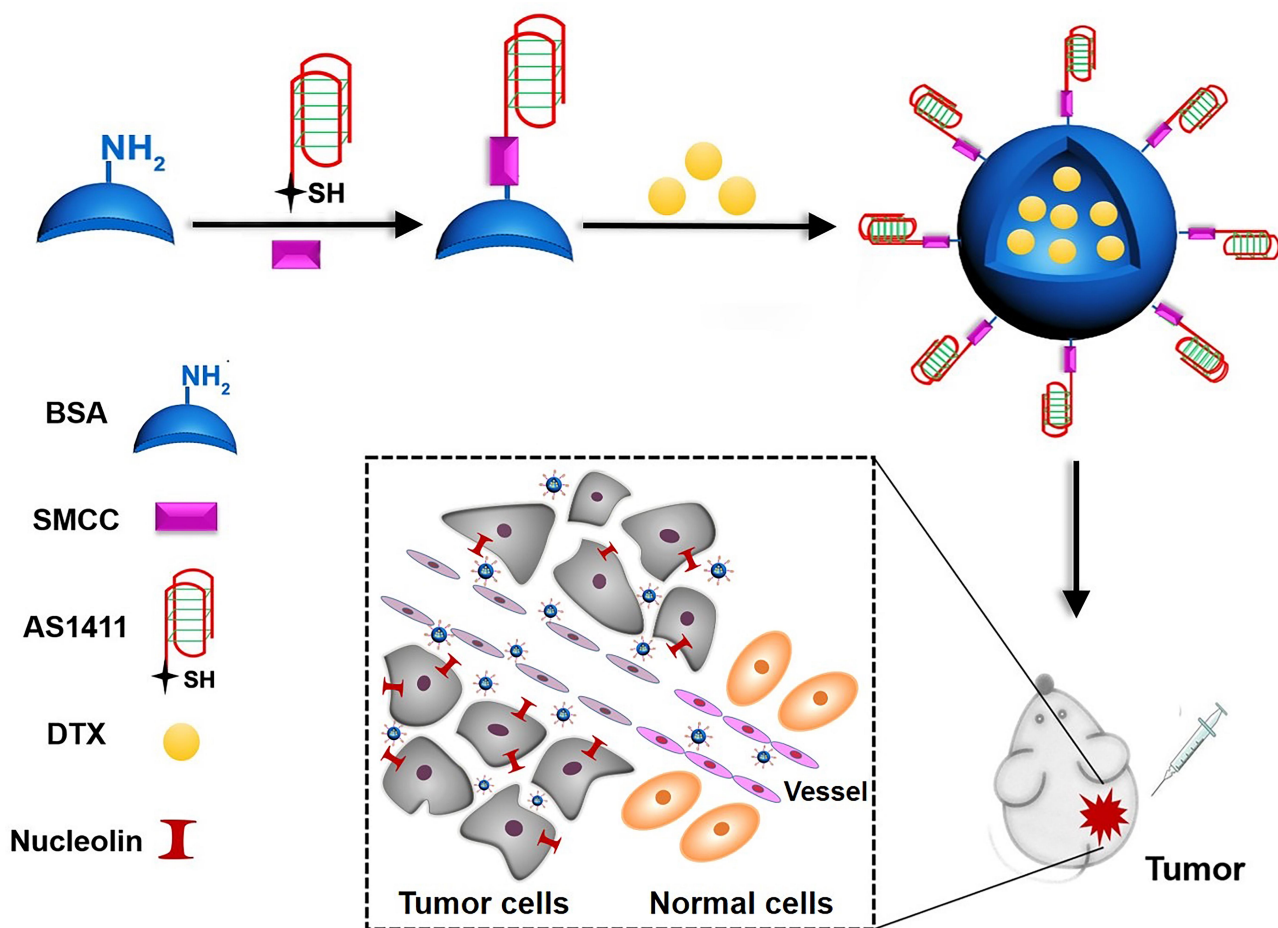 NH2
SH
NH2
BSA
SMCC
AS1411
SH
DTX
Nucleolin
Vessel
Tumor cells
Normal cells
Tumor